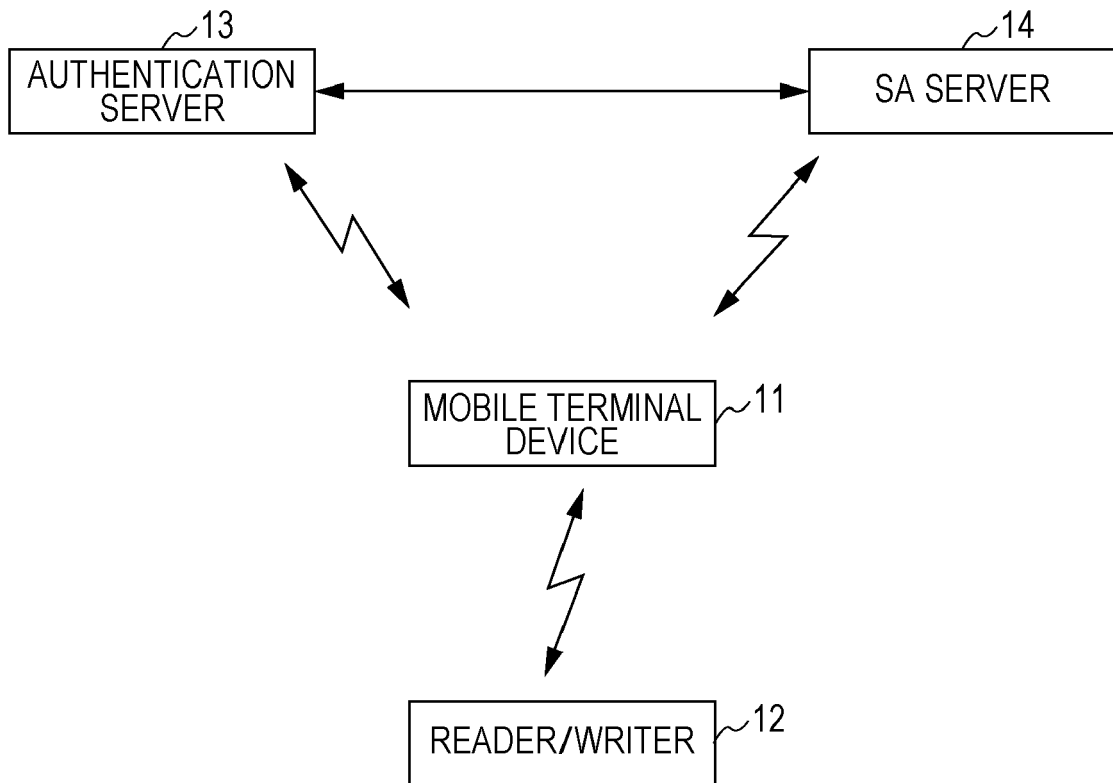 13
14
AUTHENTICATION
SERVER
SA SERVER
MOBILE TERMINAL
DEVICE
11
READER/WRITER
12